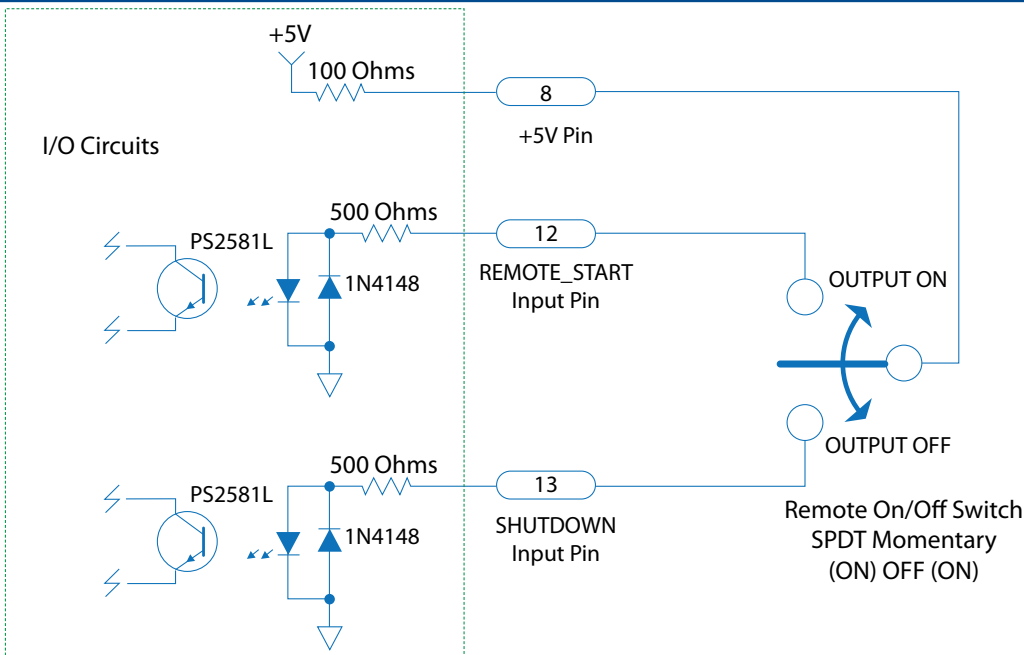 +5V
100 Ohms
8
+5V Pin
I/O Circuits
500 Ohms
PS2581L
12
1N4148
REMOTE_START
Input Pin
OUTPUT ON
OUTPUT OFF
500 Ohms
PS2581L
13
1N4148
SHUTDOWN
Input Pin
Remote On/Off Switch
SPDT Momentary
(ON) OFF (ON)